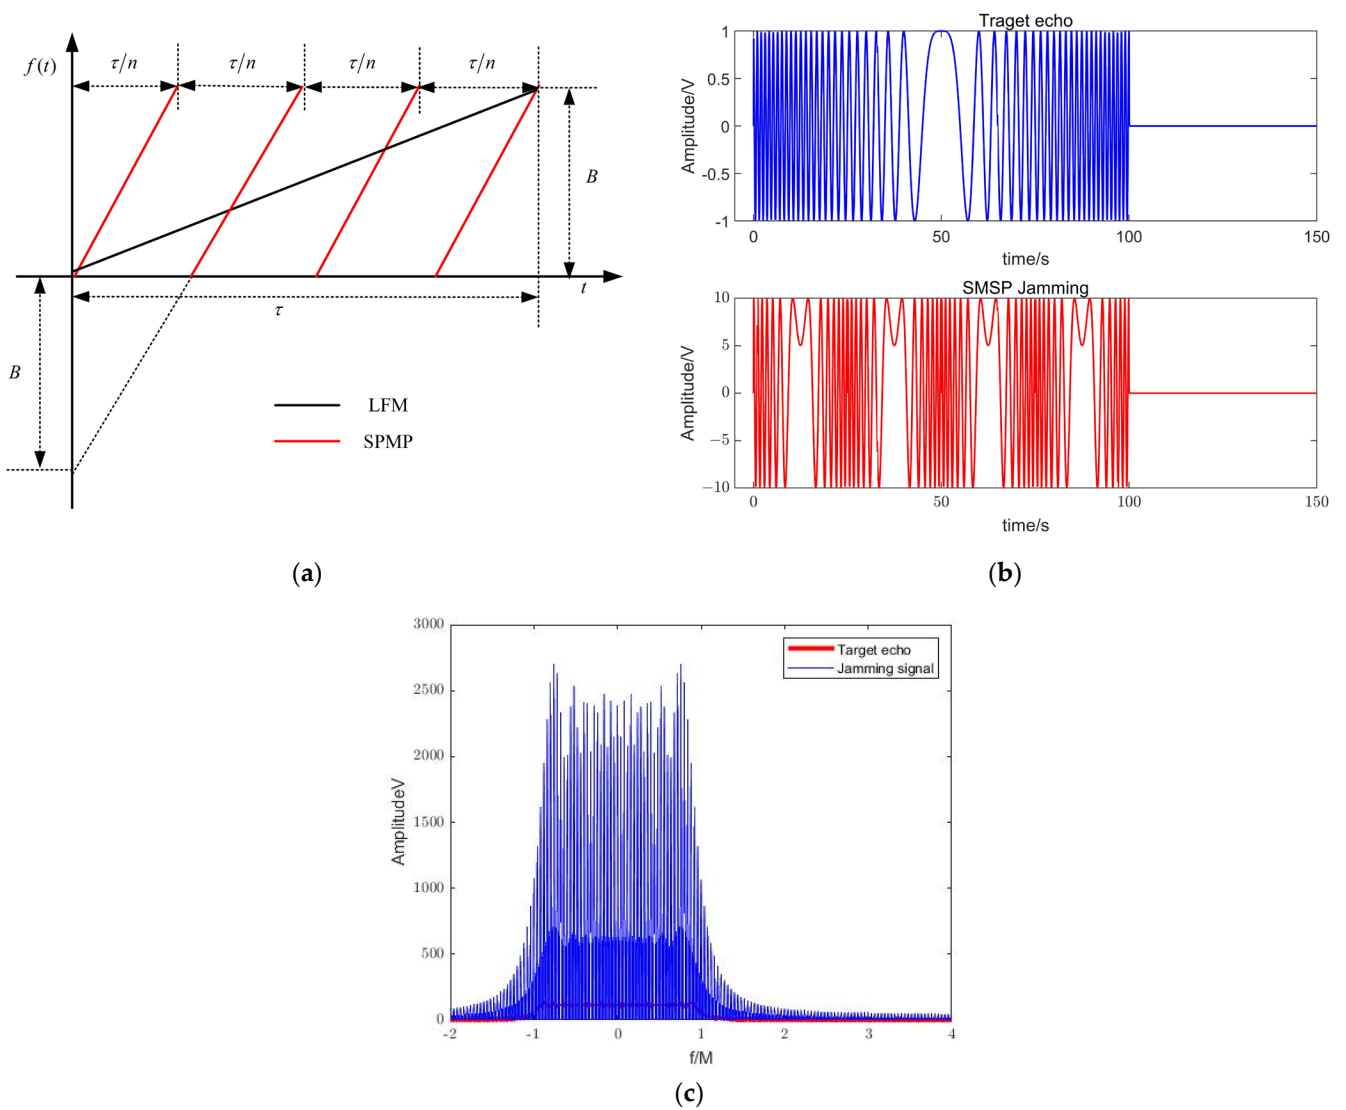 f(t)
τ/n τ/n τ/n τ/n
B
t
τ
B
LFM
SPMP
(a)
Traget echo
Amplitude/V
1
0.5
0
-0.5
-1
0 50 100 150
time/s
SMSP Jamming
Amplitude/V
10
5
0
−5
−10
0 50 100 150
time/s
(b)
3000
2500
2000
1500
1000
500
0
AmplitudeV
Target echo
Jamming signal
-2 -1 0 1 2 3 4
f/M
(c)